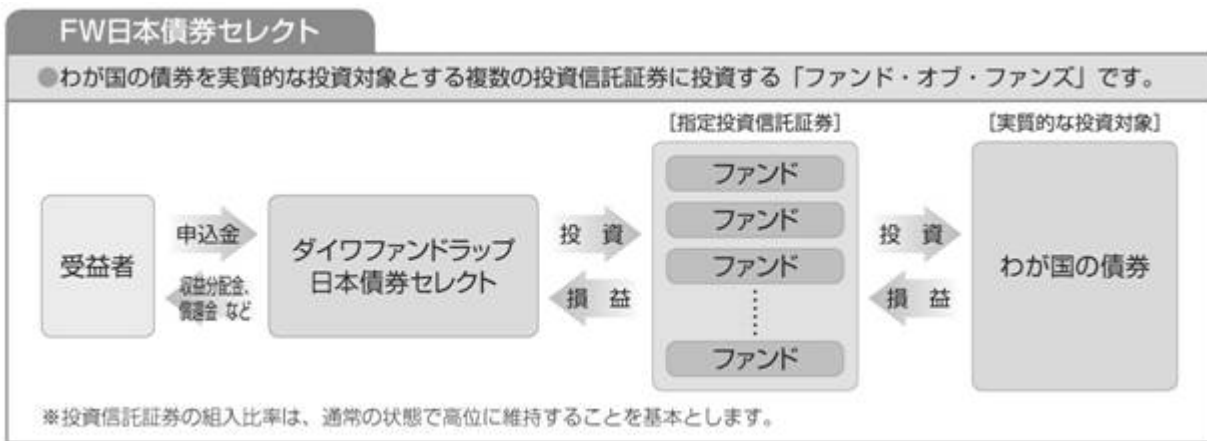 FW日本債券セレクト
●わが国の債券を実質的な投資対象とする複数の投資信託証券に投資する「ファンド・オブ・ファンズ」です。
[指定投資信託証券]
[実質的な投資対象]
受益者
申込金
収益分配金、
償還金 など
ダイワファンドラップ
日本債券セレクト
投 資
損 益
ファンド
ファンド
ファンド
ファンド
投 資
損 益
わが国の債券
※投資信託証券の組入比率は、通常の状態で高位に維持することを基本とします。